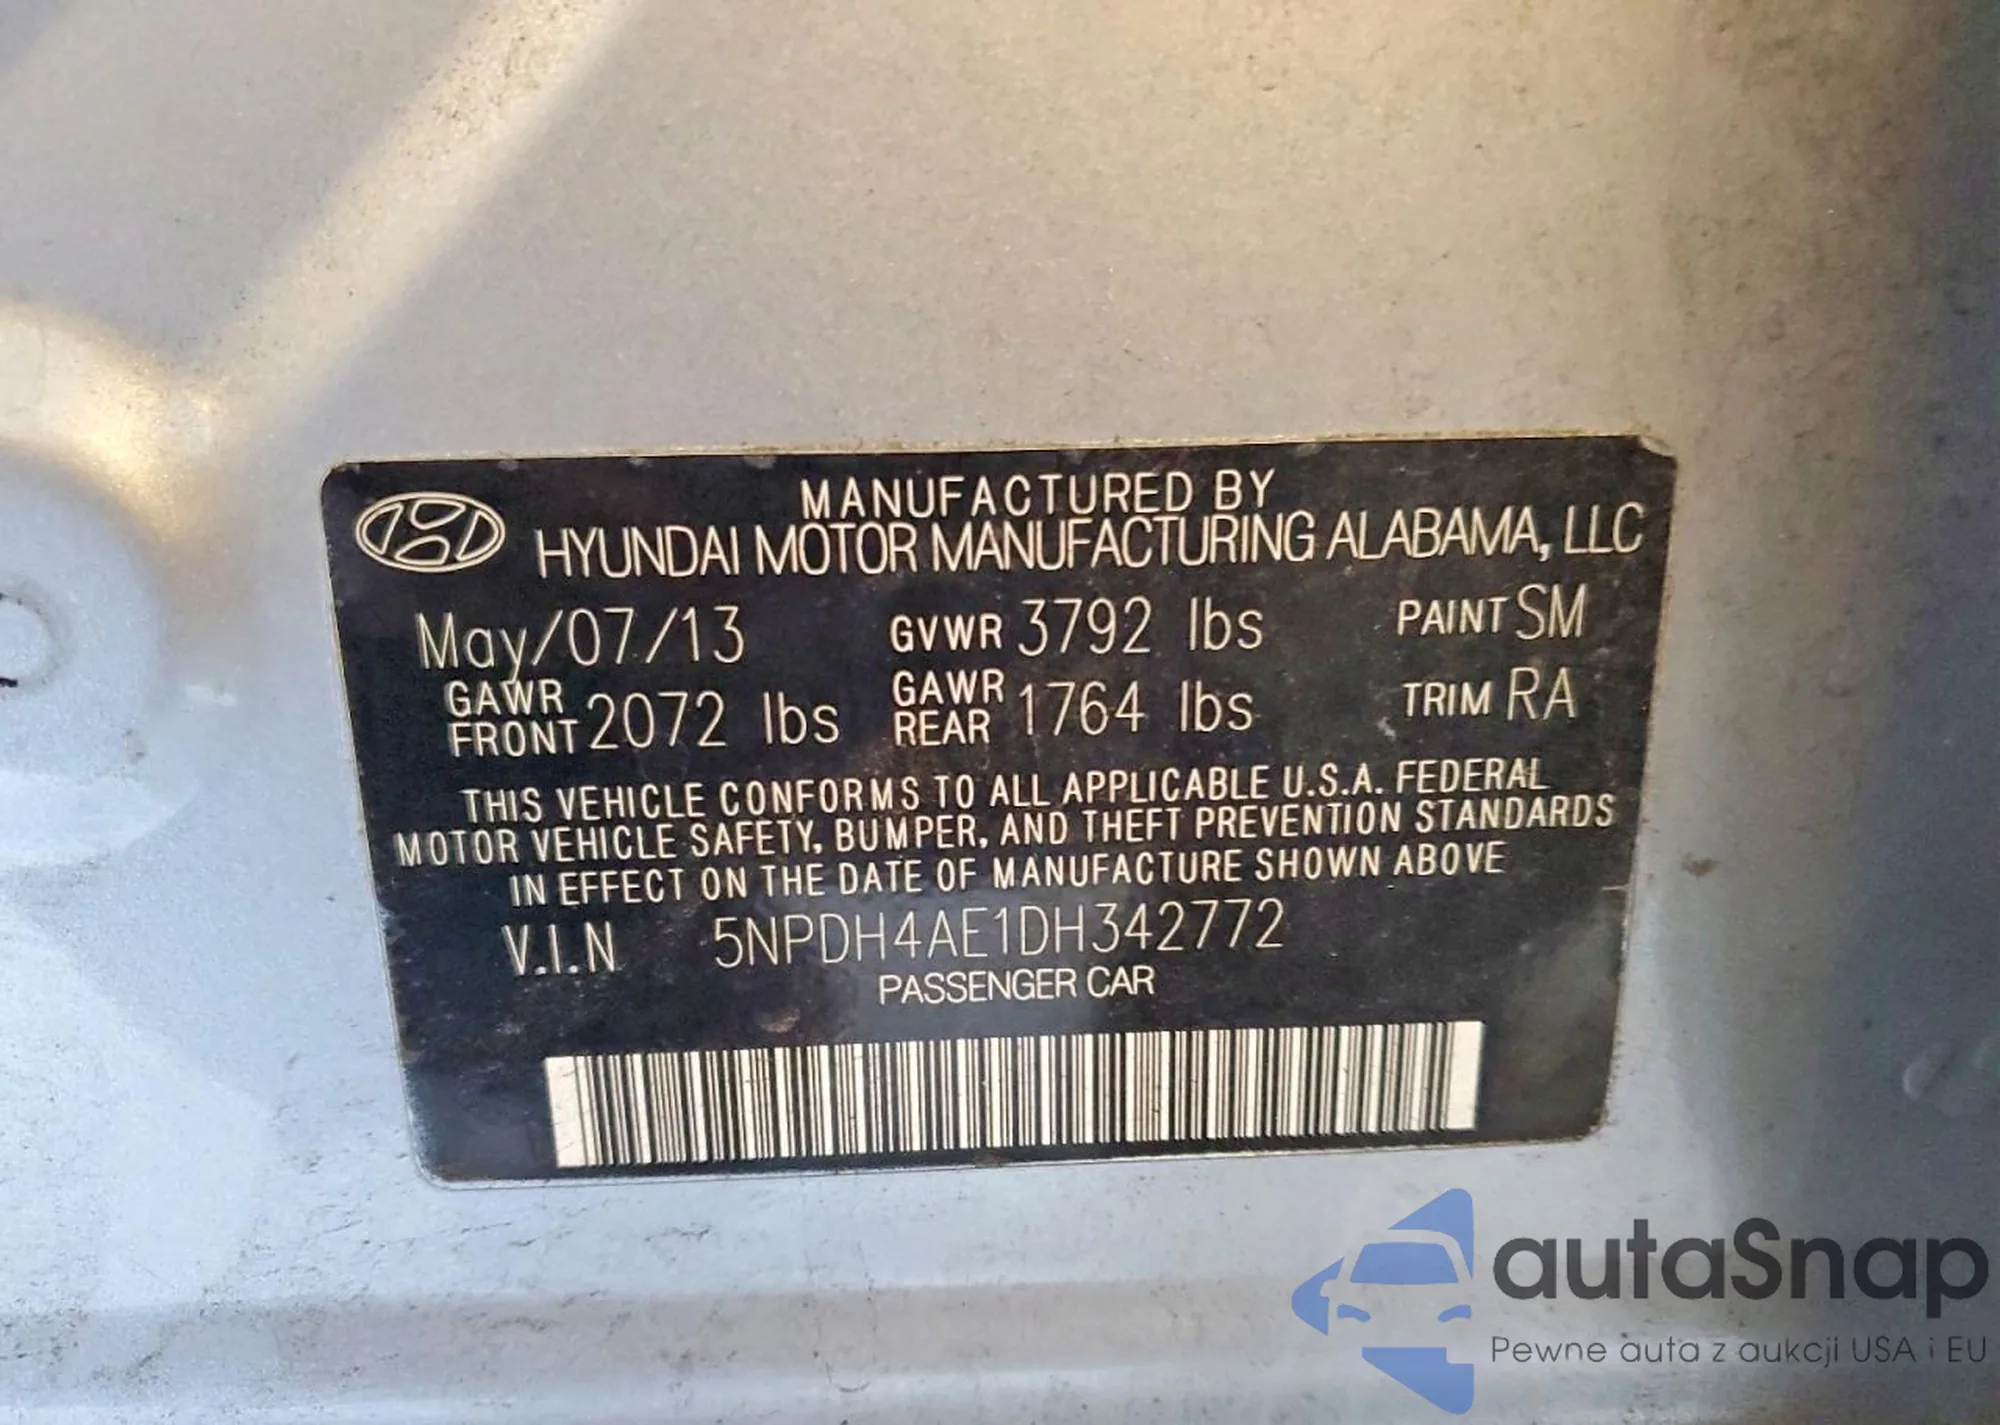 MANUFACTURED BY
HYUNDAI MOTOR MANUFACTURING ALABAMA, LLC
May/07/13 GVWR 3792 lbs PAINT SM
GAWR FRONT 2072 lbs GAWR REAR 1764 lbs TRIM RA
THIS VEHICLE CONFORMS TO ALL APPLICABLE U.S.A. FEDERAL
MOTOR VEHICLE SAFETY, BUMPER, AND THEFT PREVENTION STANDARDS
IN EFFECT ON THE DATE OF MANUFACTURE SHOWN ABOVE
V.I.N 5NPDH4AE1DH342772
PASSENGER CAR
autaSnap
Pewne auta z aukcji USA i EU